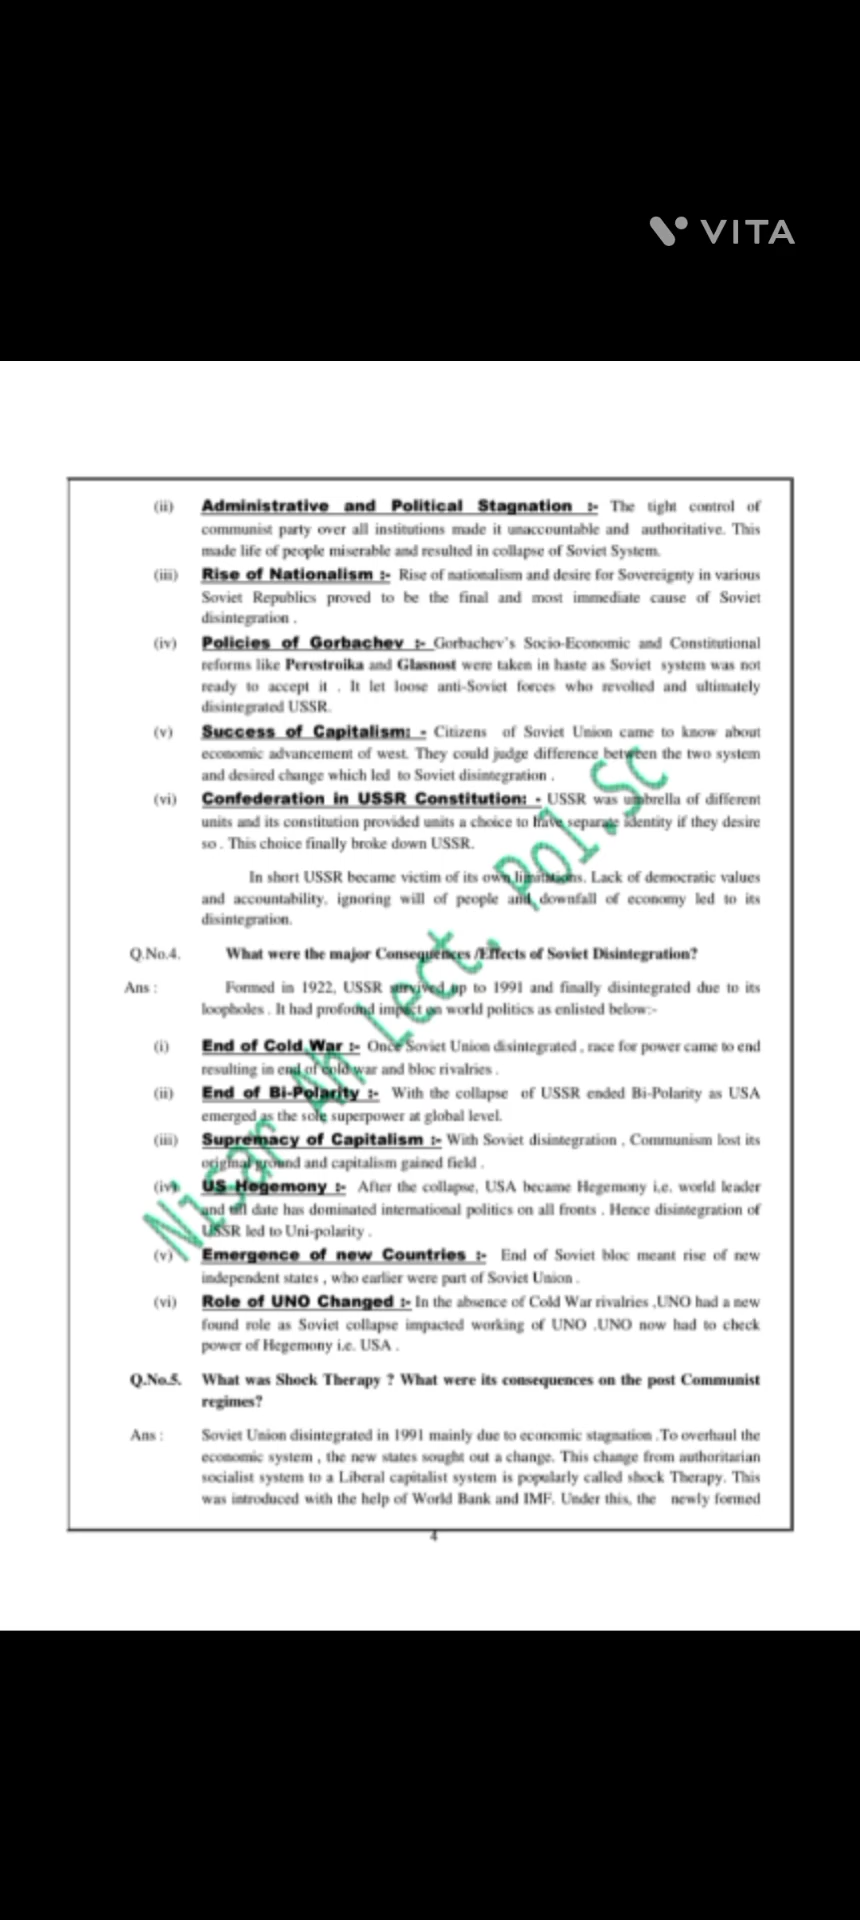 VITA
(ii) Administrative and Political Stagnation :- The tight control of
communist party over all institutions made it unaccountable and authoritative. This
made life of people miserable and resulted in collapse of Soviet System.
(iii) Rise of Nationalism :- Rise of nationalism and desire for Sovereignty in various
Soviet Republics proved to be the final and most immediate cause of Soviet
disintegration .
(iv) Policies of Gorbachev :- Gorbachev's Socio-Economic and Constitutional
reforms like Perestroika and Glasnost were taken in haste as Soviet system was not
ready to accept it . It let loose anti-Soviet forces who revolted and ultimately
disintegrated USSR.
(v) Success of Capitalism: - Citizens of Soviet Union came to know about
economic advancement of west. They could judge difference between the two system
and desired change which led to Soviet disintegration .
(vi) Confederation in USSR Constitution: - USSR was umbrella of different
units and its constitution provided units a choice to have separate identity if they desire
so . This choice finally broke down USSR.
In short USSR became victim of its own limitations. Lack of democratic values
and accountability, ignoring will of people and downfall of economy led to its
disintegration.
Q.No.4. What were the major Consequences /Effects of Soviet Disintegration?
Ans : Formed in 1922, USSR survived up to 1991 and finally disintegrated due to its
loopholes . It had profound impact on world politics as enlisted below:-
(i) End of Cold War :- Once Soviet Union disintegrated , race for power came to end
resulting in end of cold war and bloc rivalries .
(ii) End of Bi-Polarity :- With the collapse of USSR ended Bi-Polarity as USA
emerged as the sole superpower at global level.
(iii) Supremacy of Capitalism :- With Soviet disintegration , Communism lost its
original ground and capitalism gained field .
(iv) US Hegemony :- After the collapse, USA became Hegemony i.e. world leader
and till date has dominated international politics on all fronts . Hence disintegration of
USSR led to Uni-polarity .
(v) Emergence of new Countries :- End of Soviet bloc meant rise of new
independent states , who earlier were part of Soviet Union .
(vi) Role of UNO Changed :- In the absence of Cold War rivalries ,UNO had a new
found role as Soviet collapse impacted working of UNO .UNO now had to check
power of Hegemony i.e. USA .
Q.No.5. What was Shock Therapy ? What were its consequences on the post Communist
regimes?
Ans : Soviet Union disintegrated in 1991 mainly due to economic stagnation .To overhaul the
economic system , the new states sought out a change. This change from authoritarian
socialist system to a Liberal capitalist system is popularly called shock Therapy. This
was introduced with the help of World Bank and IMF. Under this, the newly formed
4
Nisar Ah Lect. Pol.Sc